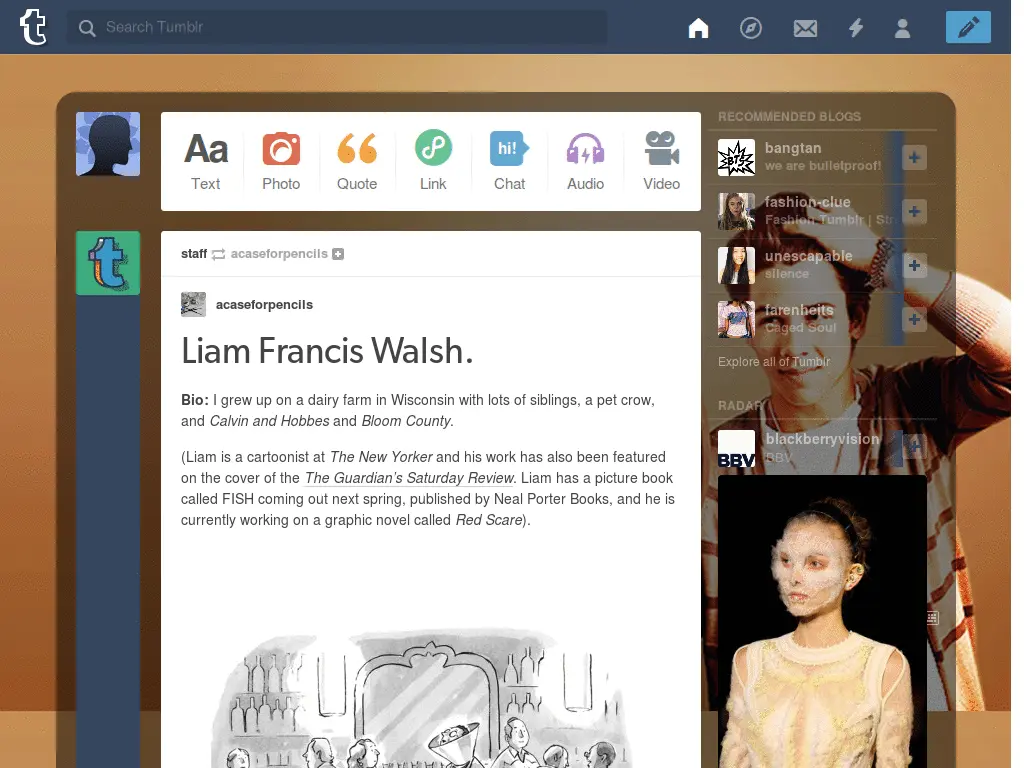 Search Tumblr
Aa
Text
Photo
Quote
Link
hi!
Chat
Audio
Video
staff acaseforpencils
acaseforpencils
Liam Francis Walsh.
Bio: I grew up on a dairy farm in Wisconsin with lots of siblings, a pet crow,
and Calvin and Hobbes and Bloom County.
(Liam is a cartoonist at The New Yorker and his work has also been featured
on the cover of the The Guardian’s Saturday Review. Liam has a picture book
called FISH coming out next spring, published by Neal Porter Books, and he is
currently working on a graphic novel called Red Scare).
RECOMMENDED BLOGS
BTS
bangtan
we are bulletproof!
fashion-clue
Fashion Tumblr | Str
unescapable
silence
farenheits
Caged Soul
Explore all of Tumblr
RADAR
BBV
blackberryvision
BBV